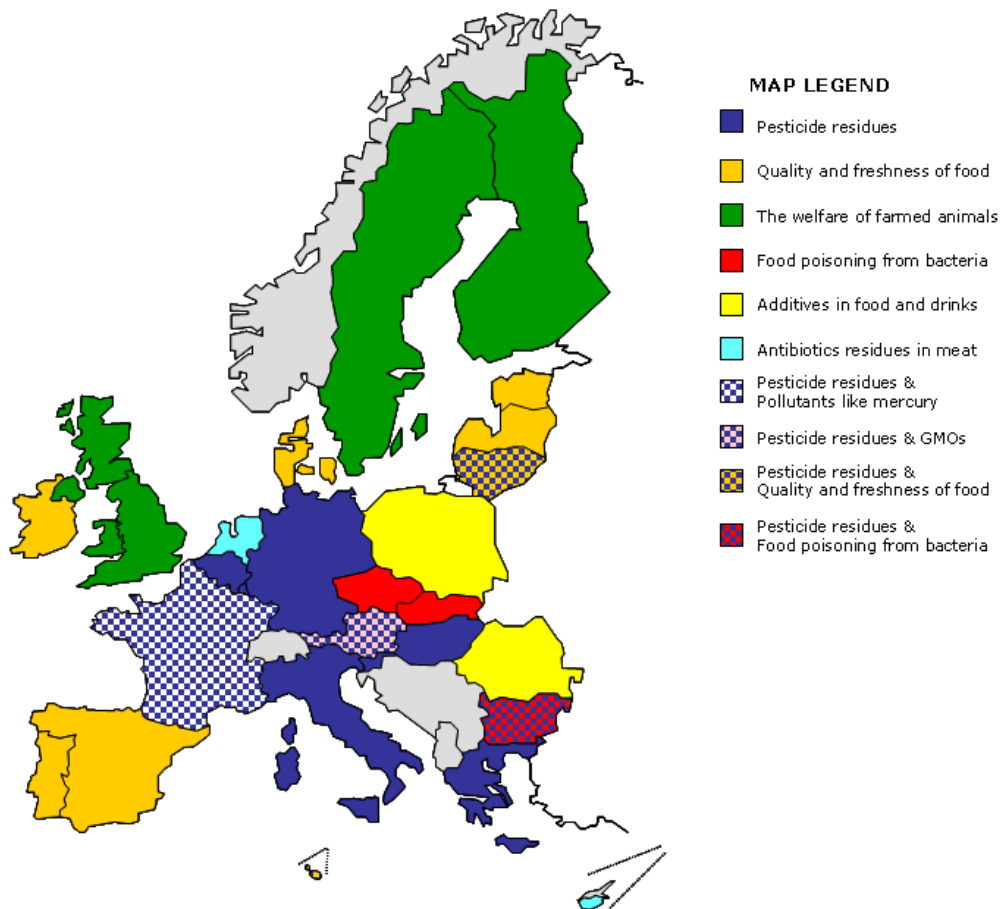 MAP LEGEND
Pesticide residues
Quality and freshness of food
The welfare of farmed animals
Food poisoning from bacteria
Additives in food and drinks
Antibiotics residues in meat
Pesticide residues &
Pollutants like mercury
Pesticide residues & GMOs
Pesticide residues &
Quality and freshness of food
Pesticide residues &
Food poisoning from bacteria